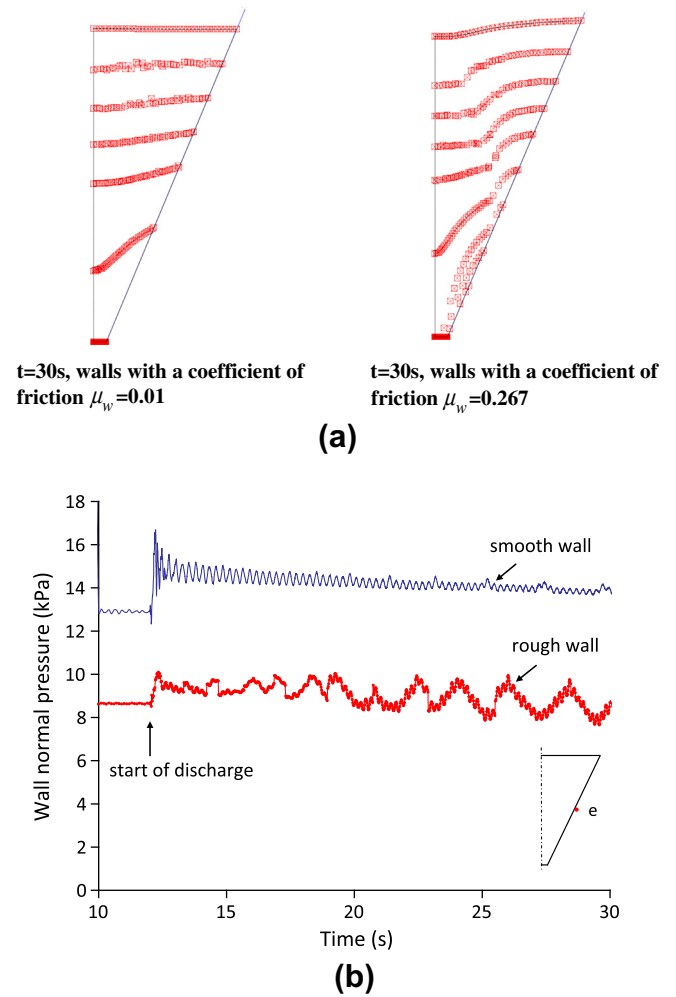 t=30s, walls with a coefficient of
friction μw=0.01
t=30s, walls with a coefficient of
friction μw=0.267
(a)
18
16
14
12
10
8
6
4
2
0
Wall normal pressure (kPa)
smooth wall
rough wall
start of discharge
e
10
15
20
25
30
Time (s)
(b)